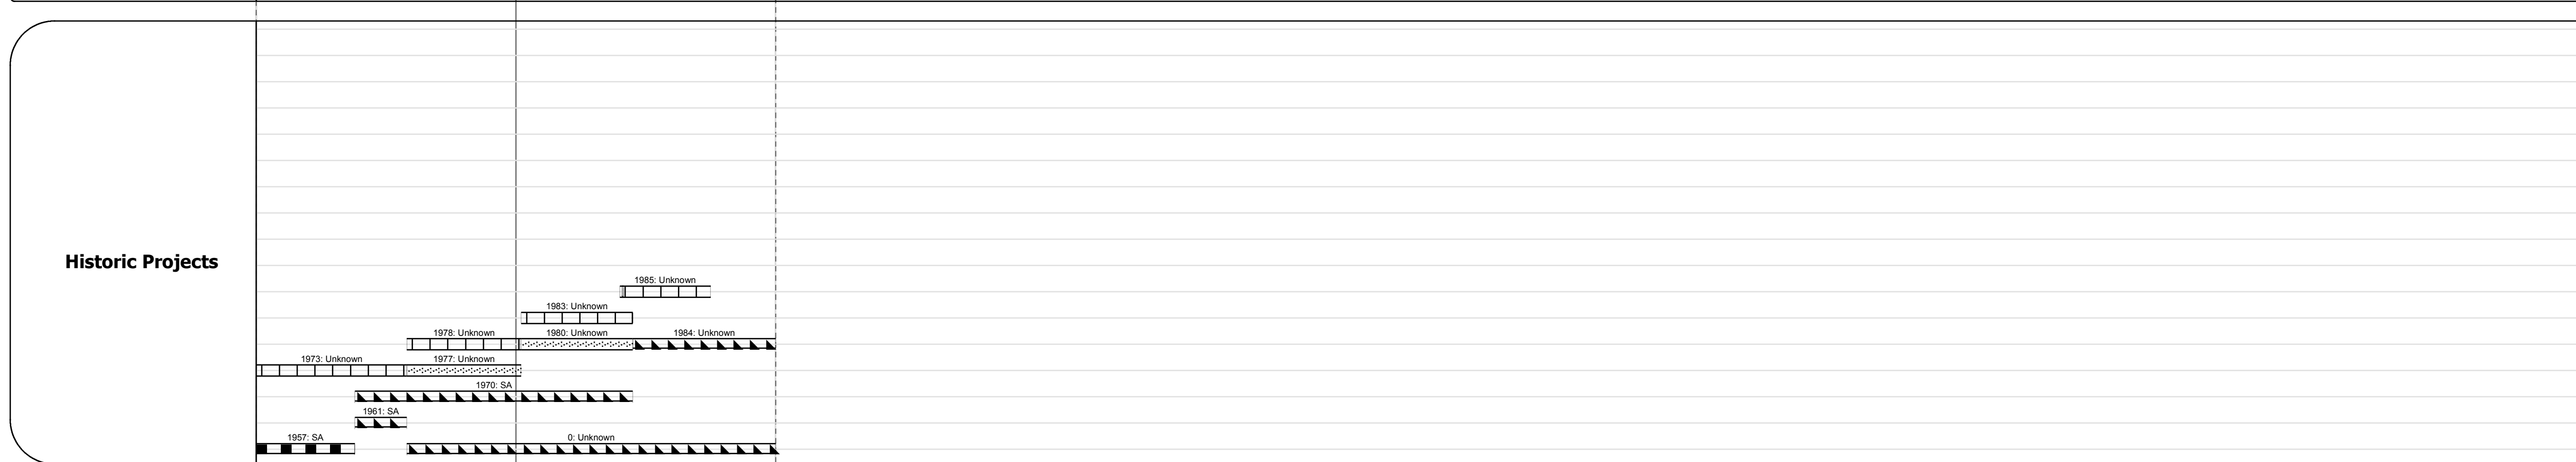 Historic Projects
1985: Unknown
1983: Unknown
1978: Unknown
1980: Unknown
1984: Unknown
1973: Unknown
1977: Unknown
1970: SA
1961: SA
1957: SA
0: Unknown